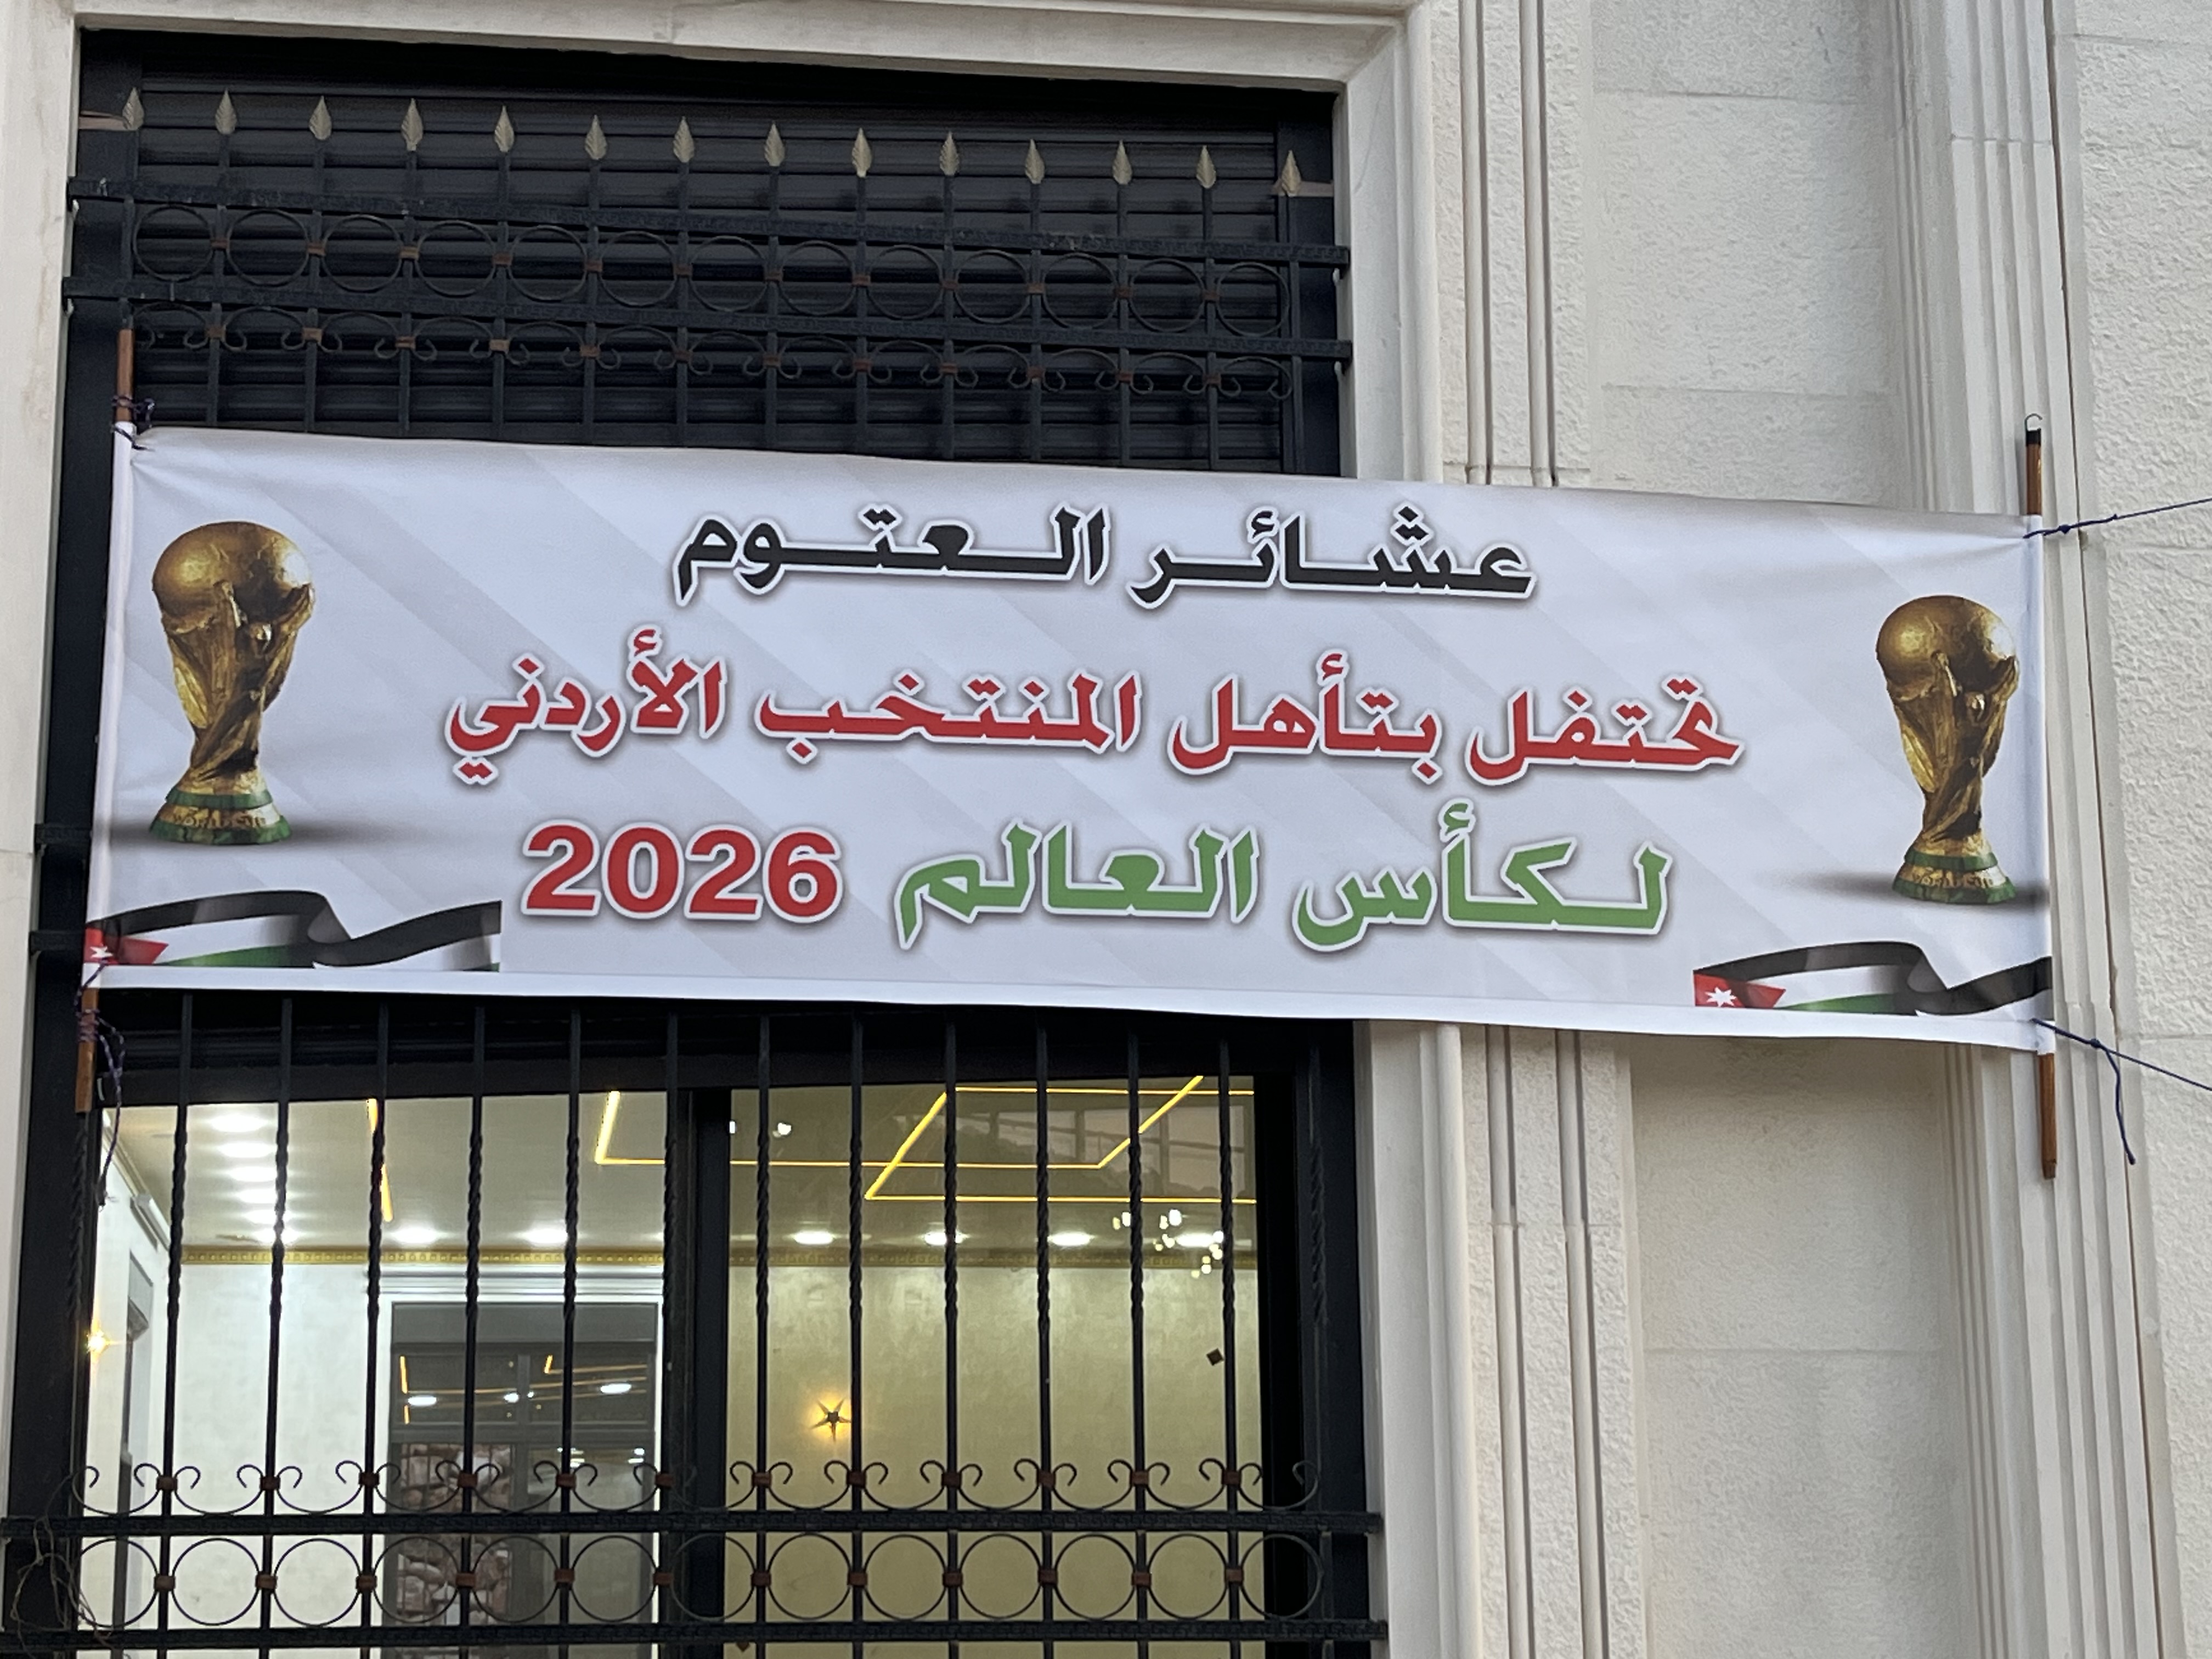 عشائر العتوم
تحتفل بتأهل المنتخب الأردني
لكأس العالم 2026